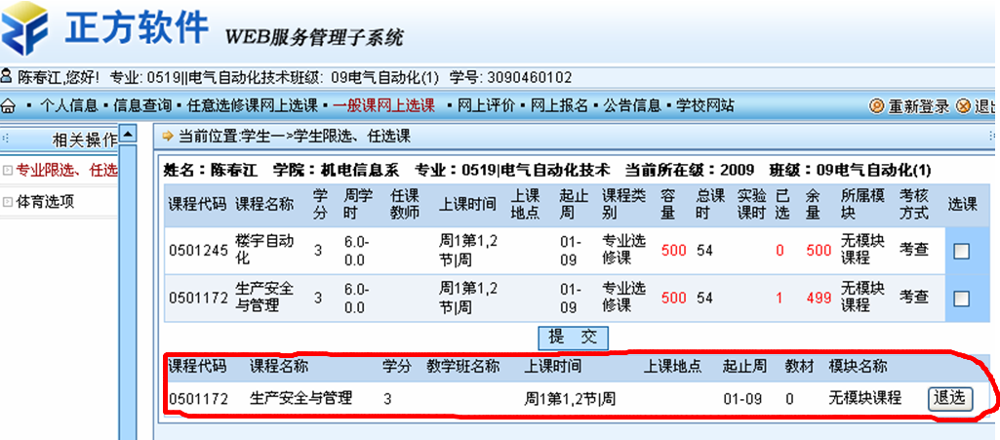 正方软件 WEB服务管理子系统
陈春江,您好! 专业: 0519||电气自动化技术班级: 09电气自动化(1) 学号: 3090460102
· 个人信息 · 信息查询 · 任意选修课网上选课 · 一般课网上选课 · 网上评价 · 网上报名 · 公告信息 · 学校网站 重新登录 退出
相关操作
专业限选、任选
体育选项
当前位置:学生一>学生限选、任选课
姓名：陈春江 学院：机电信息系 专业：0519|电气自动化技术 当前所在级：2009 班级：09电气自动化(1)
课程代码 课程名称 学分 周学时 任课教师 上课时间 上课地点 起止周 课程类别 容量 总课时 实验课时 已选 余量 所属模块 考核方式 选课
0501245 楼宇自动化 3 6.0-0.0 周1第1,2节|周 01-09 专业选修课 500 54 0 500 无模块课程 考查
0501172 生产安全与管理 3 6.0-0.0 周1第1,2节|周 01-09 专业选修课 500 54 1 499 无模块课程 考查
提 交
课程代码 课程名称 学分 教学班名称 上课时间 上课地点 起止周 教材 模块名称
0501172 生产安全与管理 3 周1第1,2节|周 01-09 0 无模块课程 退选